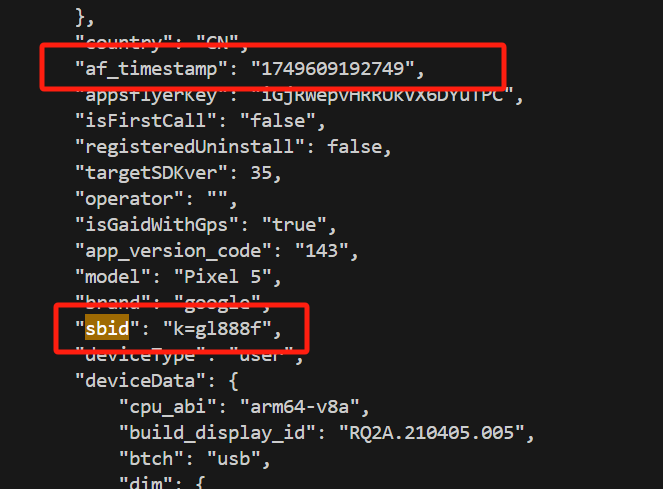 },
"country": "CN",
"af_timestamp": "1749609192749",
"appsflyerKey": "iGjRWepvHRRUkVX6DYuTPC",
"isFirstCall": "false",
"registeredUninstall": false,
"targetSDKver": 35,
"operator": "",
"isGaidWithGps": "true",
"app_version_code": "143",
"model": "Pixel 5",
"brand": "google",
"sbid": "k=gl888f",
"deviceType": "user",
"deviceData": {
"cpu_abi": "arm64-v8a",
"build_display_id": "RQ2A.210405.005",
"btch": "usb",
"dim": {